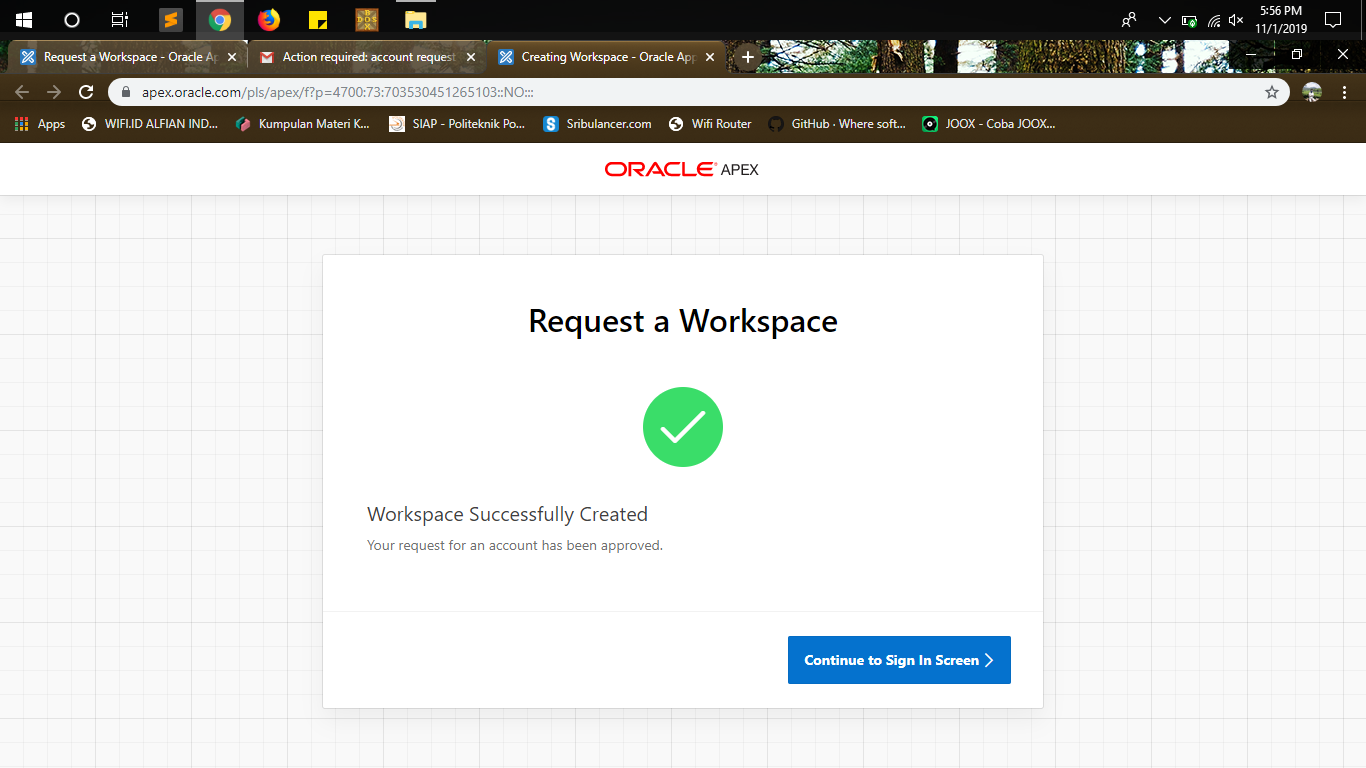 5:56 PM
11/1/2019
Request a Workspace - Oracle Ap
Action required: account request
Creating Workspace - Oracle App
apex.oracle.com/pls/apex/f?p=4700:73:703530451265103::NO:::
Apps
WIFI.ID ALFIAN IND...
Kumpulan Materi K...
SIAP - Politeknik Po...
Sribulancer.com
Wifi Router
GitHub · Where soft...
JOOX - Coba JOOX...
ORACLE® APEX
Request a Workspace
Workspace Successfully Created
Your request for an account has been approved.
Continue to Sign In Screen